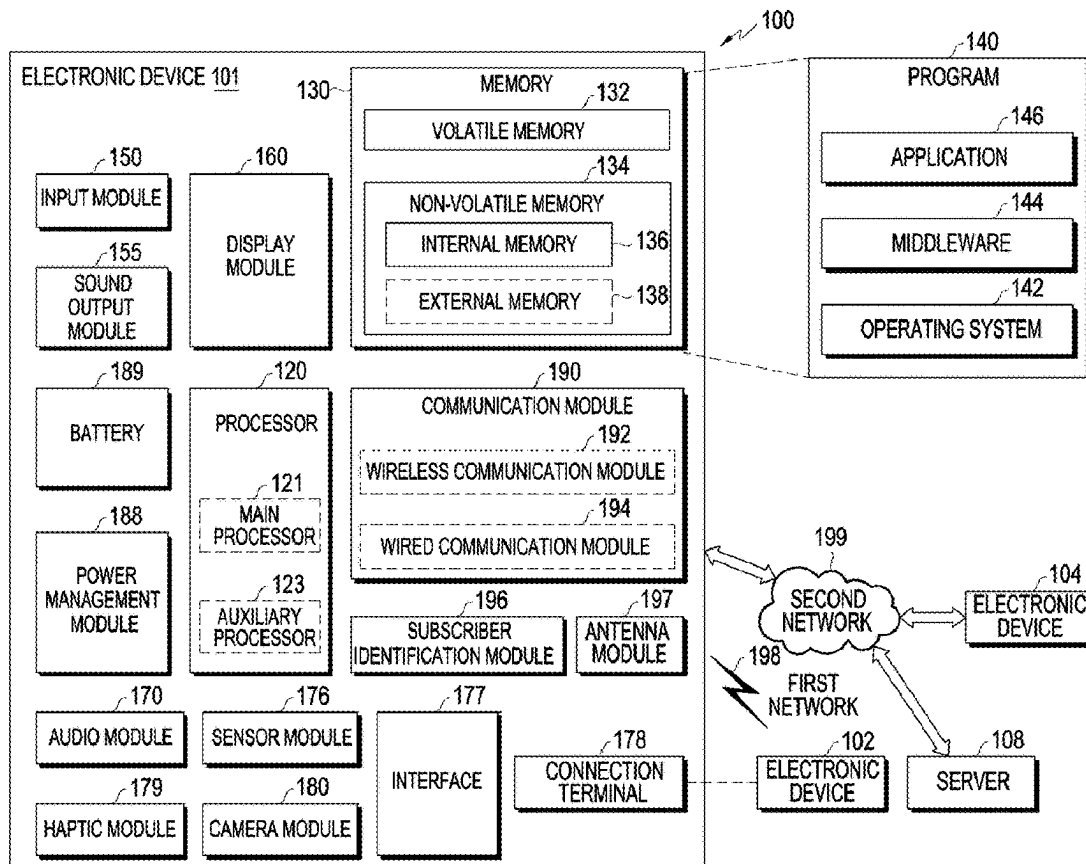 100
ELECTRONIC DEVICE 101
130
MEMORY
132
VOLATILE MEMORY
134
NON-VOLATILE MEMORY
INTERNAL MEMORY
136
EXTERNAL MEMORY
138
140
PROGRAM
146
APPLICATION
144
MIDDLEWARE
142
OPERATING SYSTEM
150
INPUT MODULE
160
DISPLAY
MODULE
155
SOUND
OUTPUT
MODULE
189
BATTERY
120
PROCESSOR
121
MAIN
PROCESSOR
123
AUXILIARY
PROCESSOR
190
COMMUNICATION MODULE
192
WIRELESS COMMUNICATION MODULE
194
WIRED COMMUNICATION MODULE
188
POWER
MANAGEMENT
MODULE
196
SUBSCRIBER
IDENTIFICATION MODULE
197
ANTENNA
MODULE
199
SECOND
NETWORK
104
ELECTRONIC
DEVICE
198
FIRST
NETWORK
170
AUDIO MODULE
176
SENSOR MODULE
177
INTERFACE
178
CONNECTION
TERMINAL
102
ELECTRONIC
DEVICE
108
SERVER
179
HAPTIC MODULE
180
CAMERA MODULE